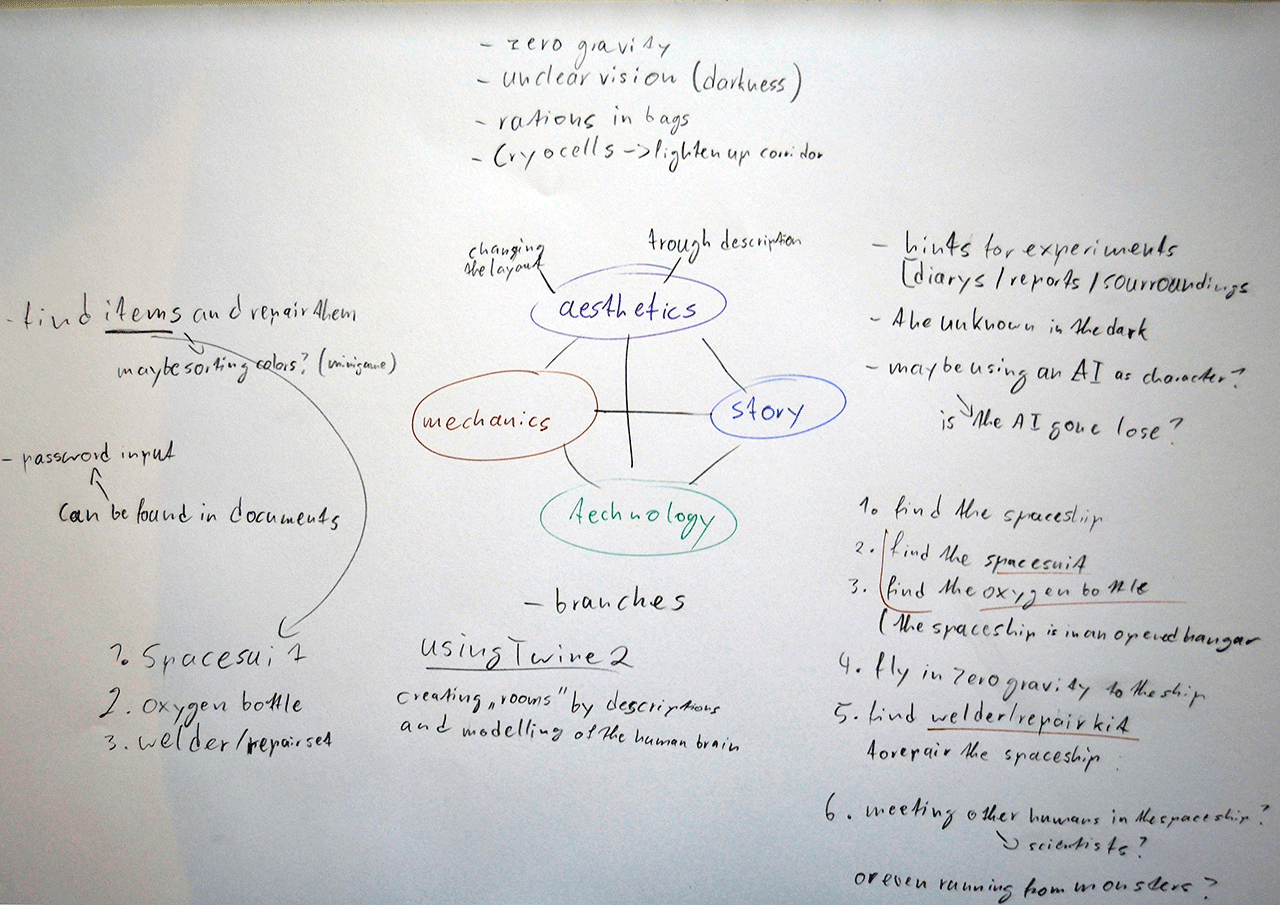 - zero gravity
- unclear vision (darkness)
- rations in bags
- Cryocells -> lighten up corridor
changing
the layout
trough description
aesthetics
mechanics
story
technology
- find items and repair them
maybe sorting colors? (minigame)
- password input
can be found in documents
1. Spacesuit
2. oxygen bottle
3. welder/repairset
- branches
using Twine 2
creating „rooms" by descriptions
and modelling of the human brain
- hints for experiments
(diarys / reports / sourroundings
- the unknown in the dark
- maybe using an AI as character?
is the AI gone lose?
1. find the spaceship
2. find the spacesuit
3. find the oxygen bottle
(the spaceship is in an opened hangar
4. fly in zero gravity to the ship
5. find welder/repair kit
to repair the spaceship
6. meeting other humans in the spaceship?
scientists?
or even running from monsters?